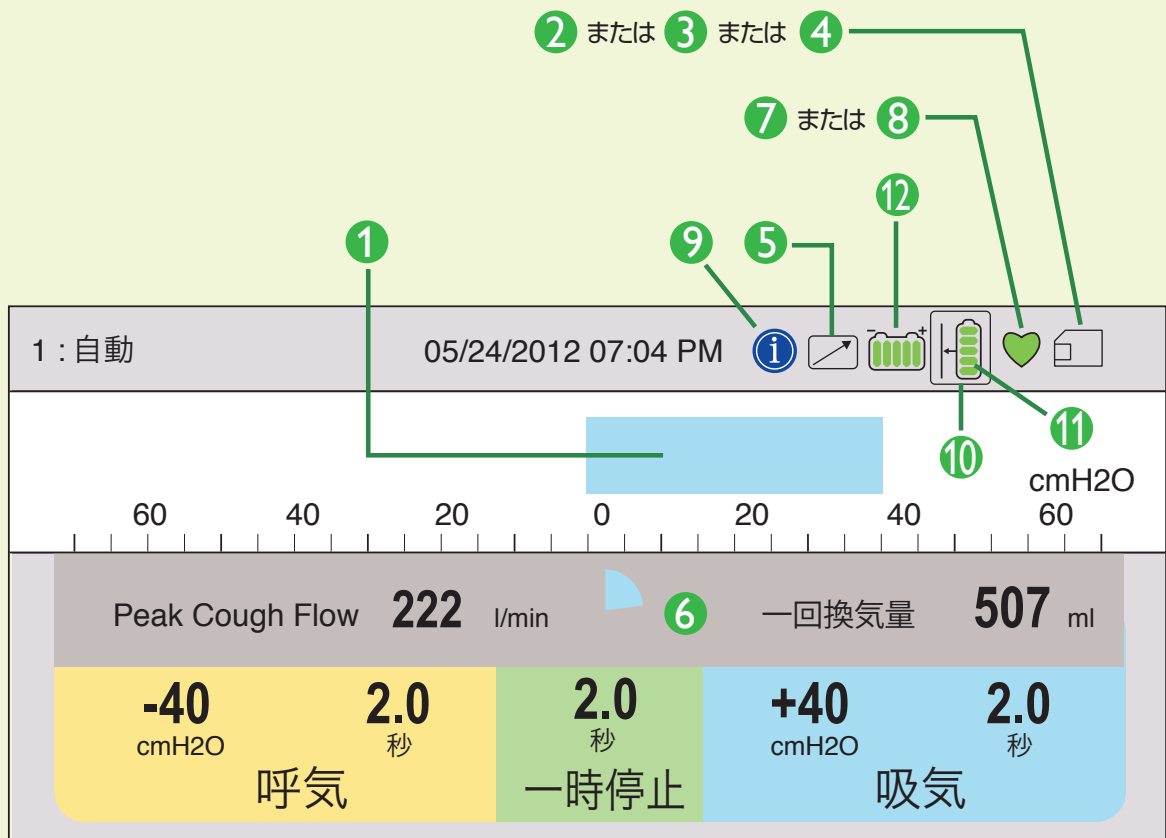 2 または 3 または 4
7 または 8
12
1
9
5
1 : 自動 05/24/2012 07:04 PM i - +
10
11
cmH2O
60 40 20 0 20 40 60
Peak Cough Flow 222 l/min 6 一回換気量 507 ml
-40 2.0 2.0 +40 2.0
cmH2O 秒 秒 cmH2O 秒
呼気 一時停止 吸気